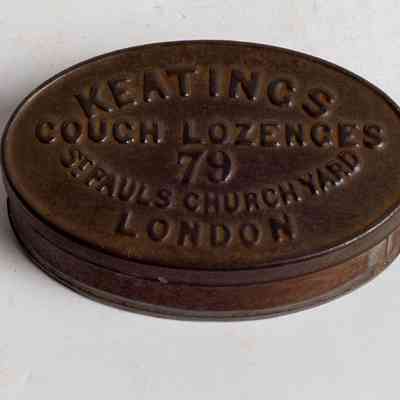 KEATINGS
COUGH LOZENGES
79
ST PAULS CHURCHYARD
LONDON